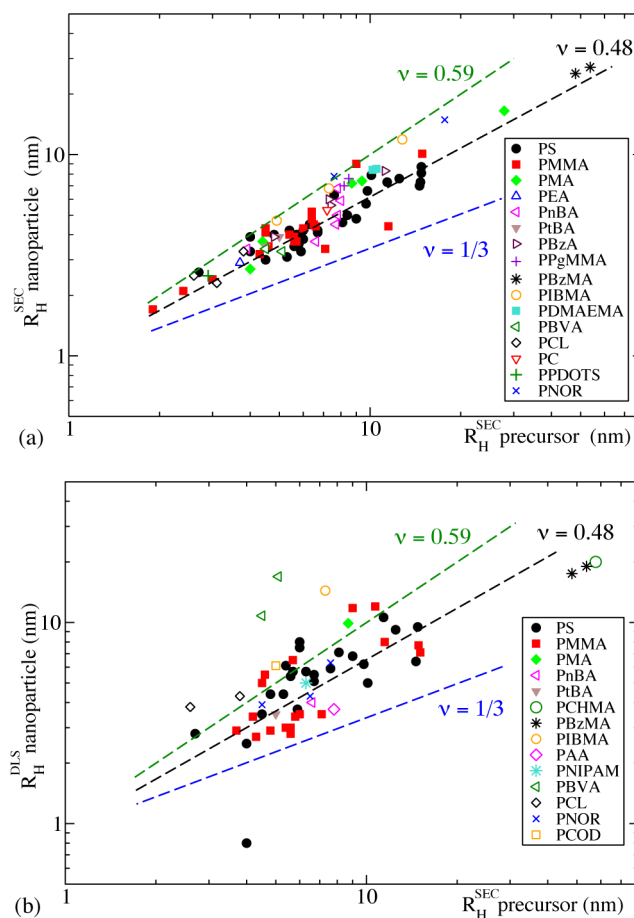 ν = 0.59
ν = 0.48
ν = 1/3
10
1
R_H^SEC nanoparticle (nm)
PS
PMMA
PMA
PEA
PnBA
PtBA
PBzA
PPgMMA
PBzMA
PIBMA
PDMAEMA
PBVA
PCL
PC
PPDOTS
PNOR
1
10
(a)
R_H^SEC precursor (nm)
ν = 0.59
ν = 0.48
ν = 1/3
10
1
R_H^DLS nanoparticle (nm)
PS
PMMA
PMA
PnBA
PtBA
PCHMA
PBzMA
PIBMA
PAA
PNIPAM
PBVA
PCL
PNOR
PCOD
1
10
(b)
R_H^SEC precursor (nm)